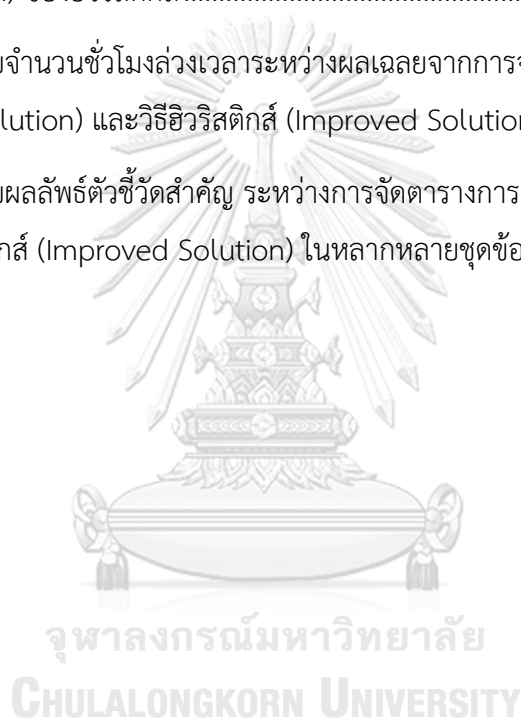 ยจำนวนชั่วโมงล่วงเวลาระหว่างผลเฉลยจากการจ
lution) และวิธีฮิวริสติกส์ (Improved Solution
ยผลลัพธ์ตัวชี้วัดสำคัญ ระหว่างการจัดตารางการ
กส์ (Improved Solution) ในหลากหลายชุดข้อ
จุฬาลงกรณ์มหาวิทยาลัย
CHULALONGKORN UNIVERSITY